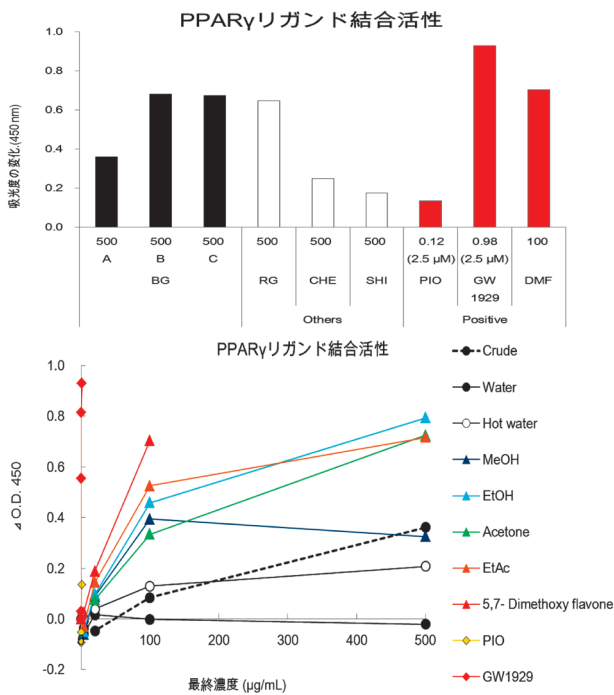 PPARγリガンド結合活性
吸光度の変化.(450 nm)
1.0
0.8
0.6
0.4
0.2
0.0
500 500 500 500 500 500 0.12 0.98 100
(2.5 μM) (2.5 μM)
A B C
BG
RG CHE SHI PIO GW DMF
1929
Others Positive
PPARγリガンド結合活性
⊿ O.D. 450
1.0
0.8
0.6
0.4
0.2
0.0
-0.2
100 200 300 400 500
最終濃度 (μg/mL)
Crude
Water
Hot water
MeOH
EtOH
Acetone
EtAc
5,7- Dimethoxy flavone
PIO
GW1929